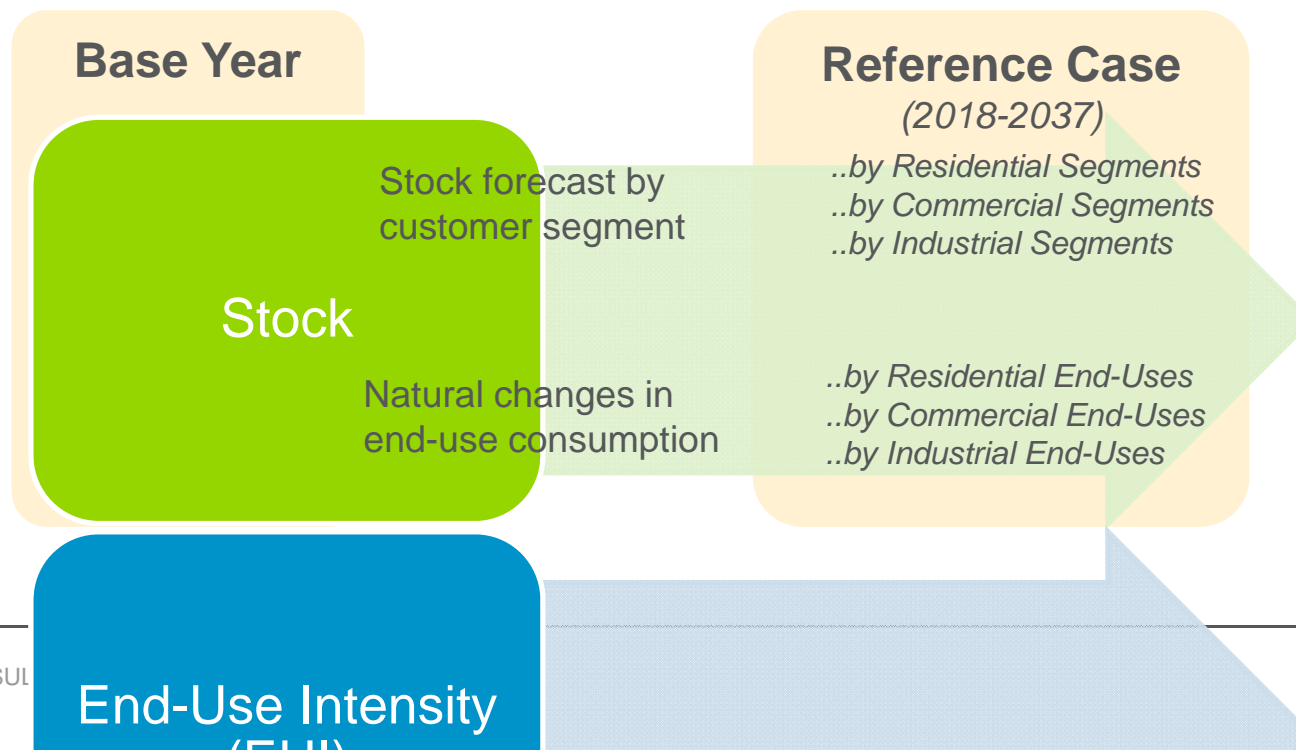 Base Year
Reference Case
(2018-2037)
Stock forecast by
customer segment
..by Residential Segments
..by Commercial Segments
..by Industrial Segments
Stock
Natural changes in
end-use consumption
..by Residential End-Uses
..by Commercial End-Uses
..by Industrial End-Uses
End-Use Intensity
(EUI)